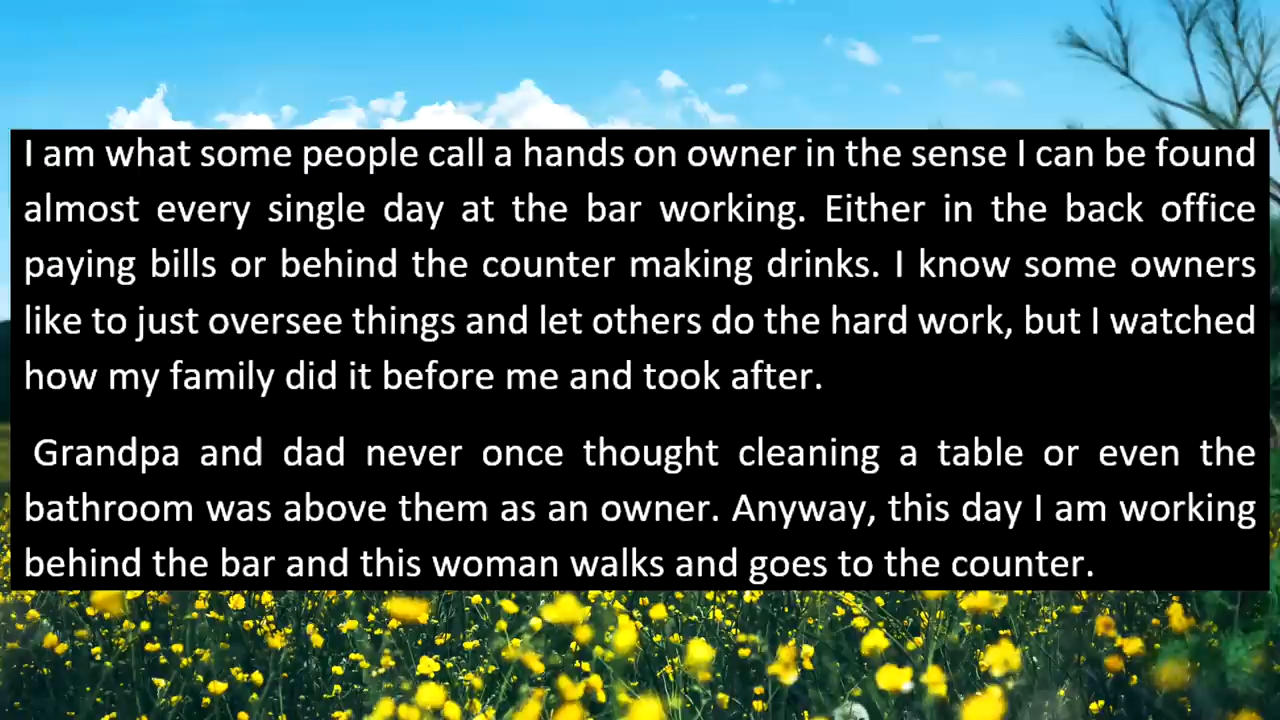 I am what some people call a hands on owner in the sense I can be found
almost every single day at the bar working. Either in the back office
paying bills or behind the counter making drinks. I know some owners
like to just oversee things and let others do the hard work, but I watched
how my family did it before me and took after.
Grandpa and dad never once thought cleaning a table or even the
bathroom was above them as an owner. Anyway, this day I am working
behind the bar and this woman walks and goes to the counter.